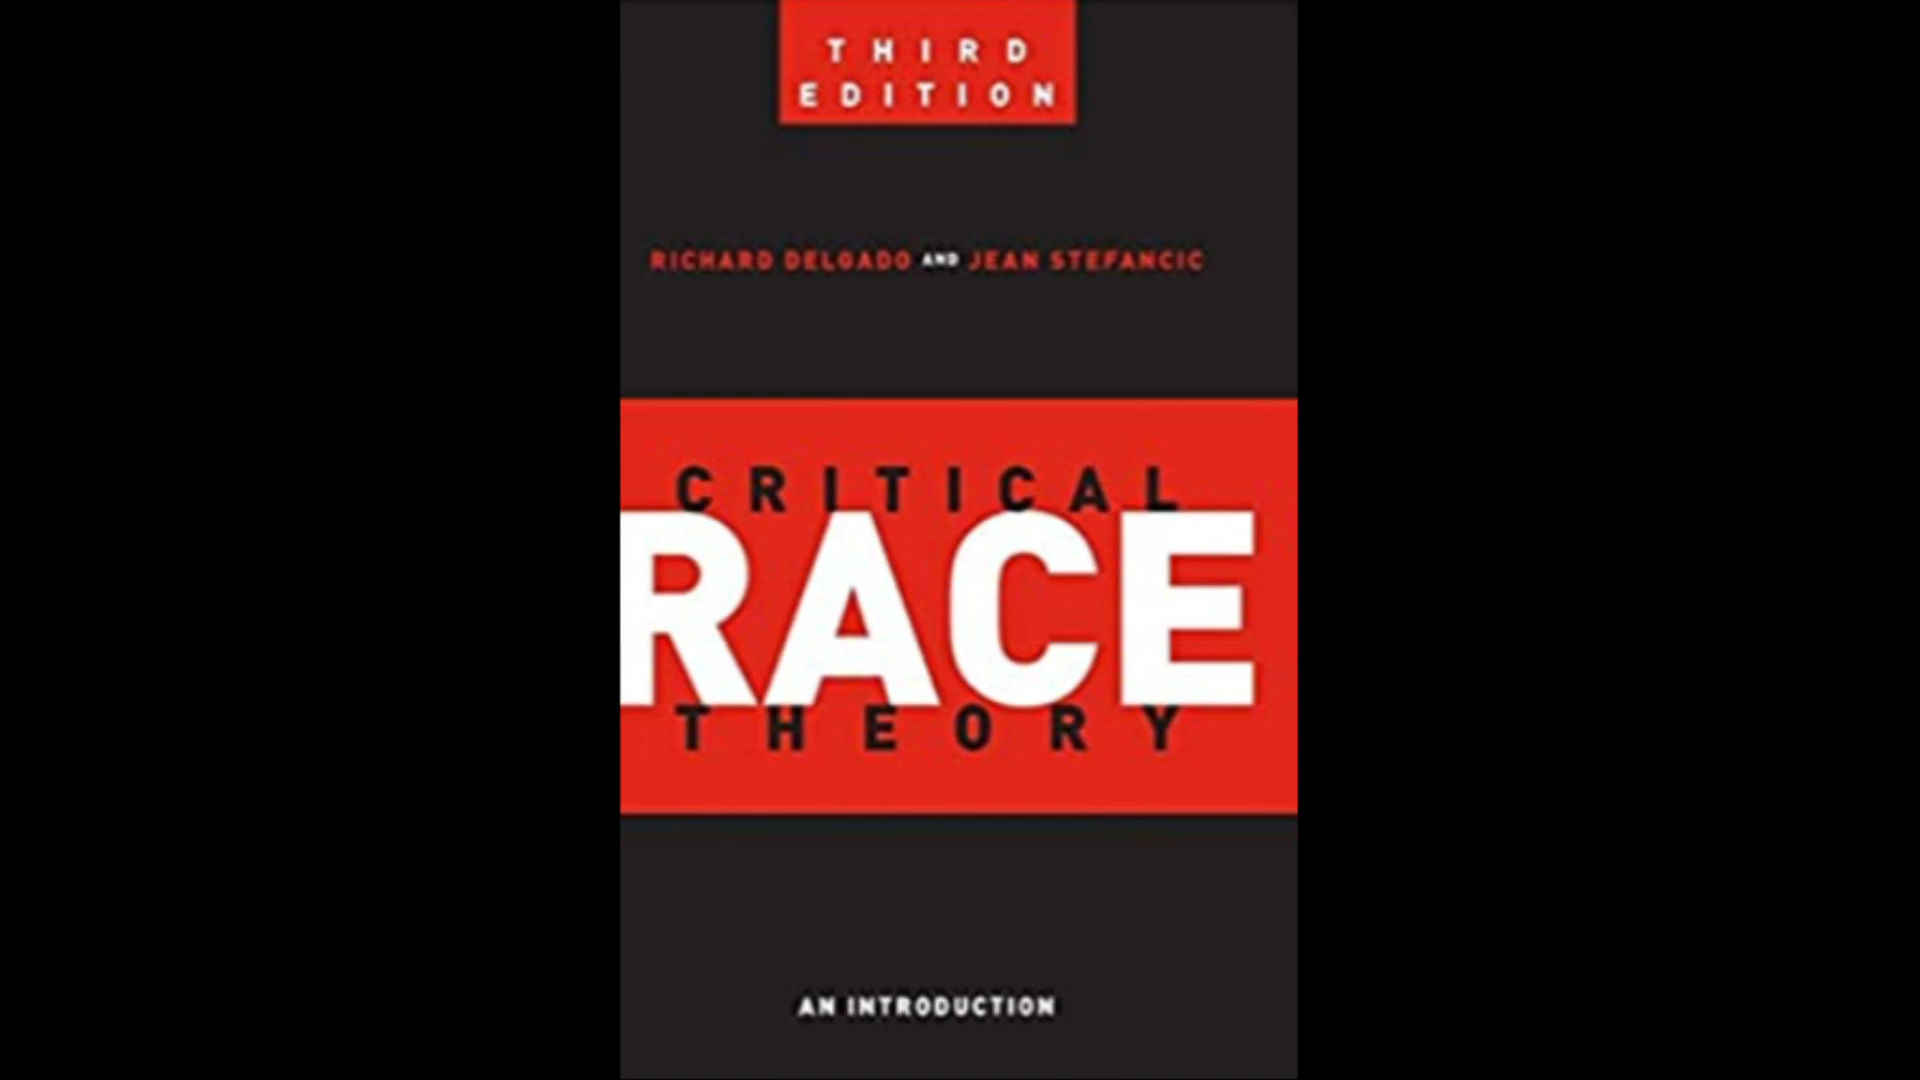 THIRD
EDITION
RICHARD DELGADO AND JEAN STEFANCIC
CRITICAL
RACE
THEORY
AN INTRODUCTION